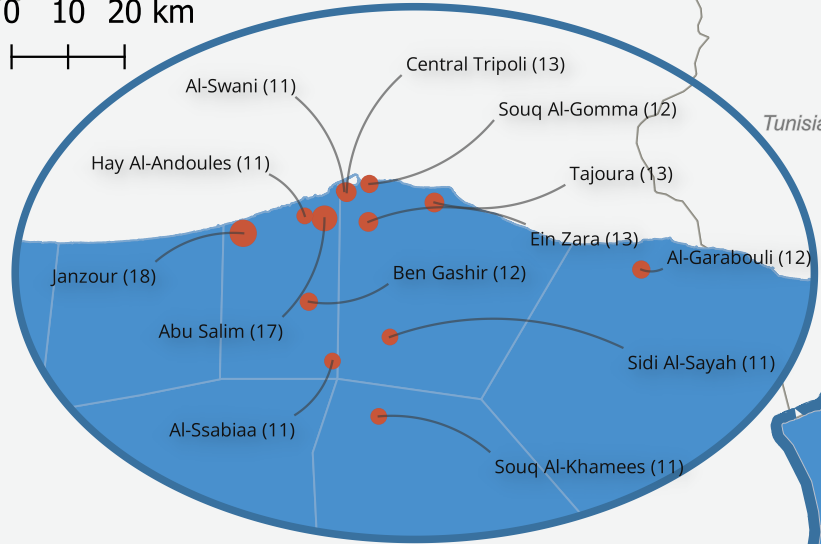 0 10 20 km
Central Tripoli (13)
Al-Swani (11)
Souq Al-Gomma (12)
Tunisia
Hay Al-Andoules (11)
Tajoura (13)
Ein Zara (13)
Al-Garabouli (12)
Janzour (18)
Ben Gashir (12)
Abu Salim (17)
Sidi Al-Sayah (11)
Al-Ssabiaa (11)
Souq Al-Khamees (11)